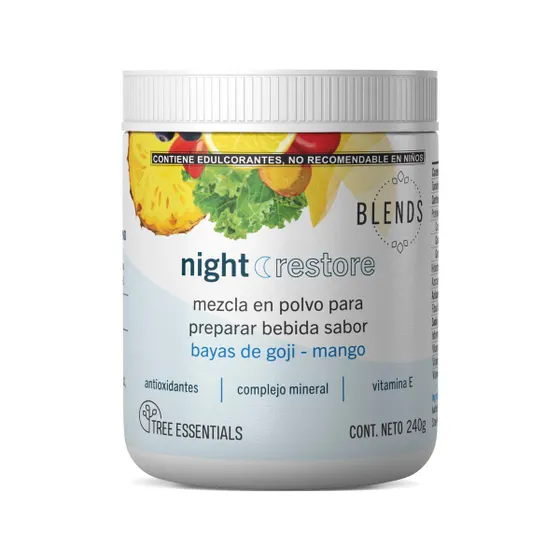 CONTIENE EDULCORANTES, NO RECOMENDABLE EN NIÑOS
BLENDS
night restore
mezcla en polvo para
preparar bebida sabor
bayas de goji - mango
antioxidantes | complejo mineral | vitamina E
TREE ESSENTIALS
CONT. NETO 240g